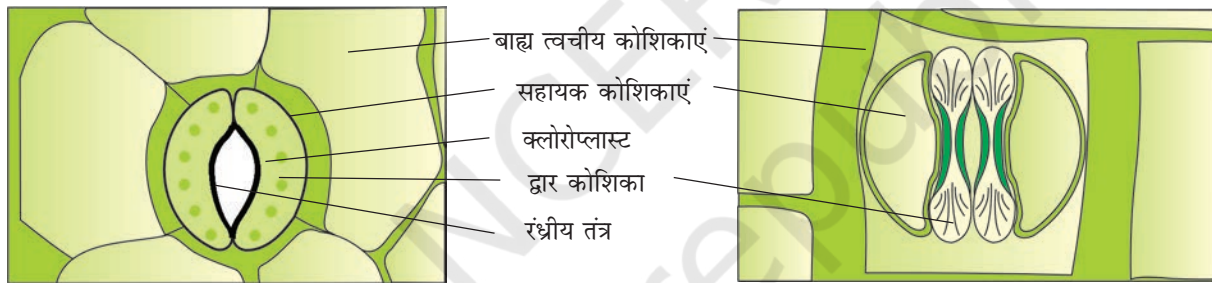 बाह्य त्वचीय कोशिकाएं
सहायक कोशिकाएं
क्लोरोप्लास्ट
द्वार कोशिका
रंध्रीय तंत्र